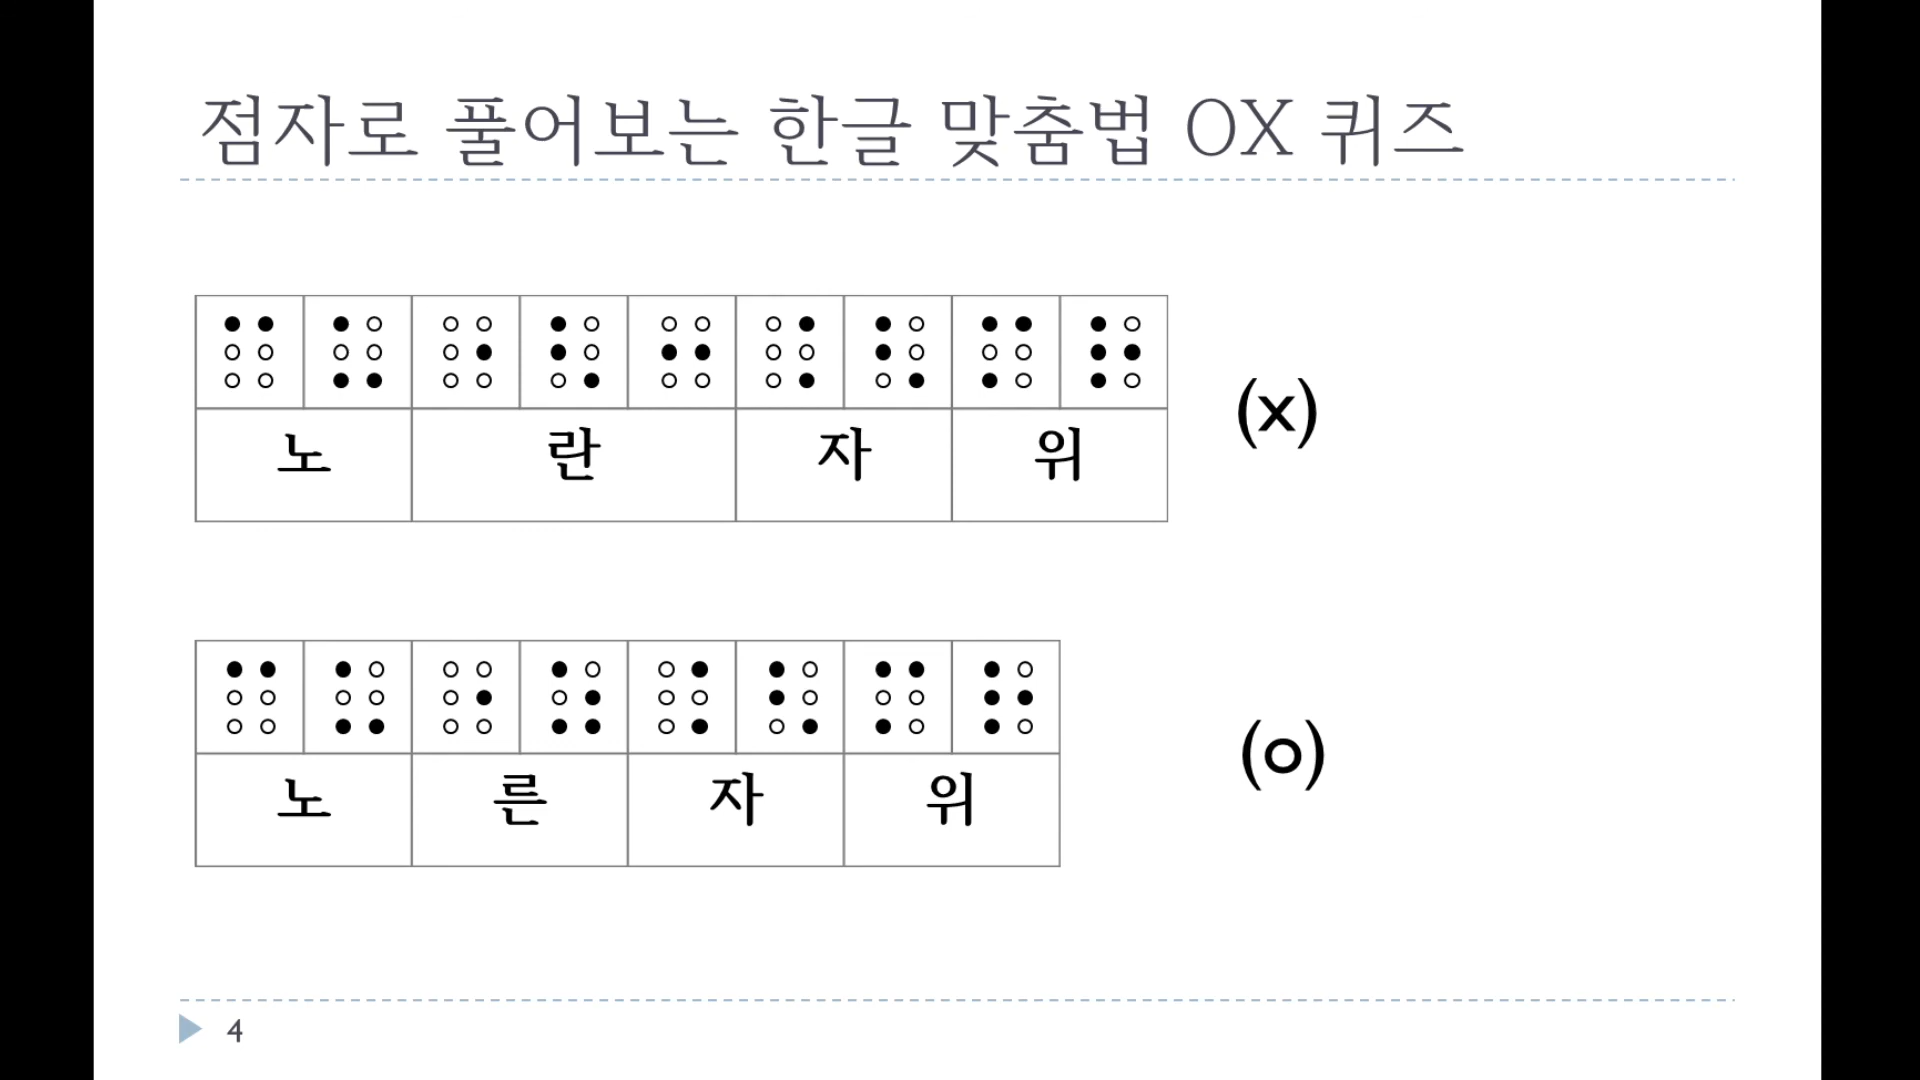 점자로 풀어보는 한글 맞춤법 OX 퀴즈
⠉⠥⠐⠣⠒⠨⠣⠍⠗
노 란 자 위
(x)
⠉⠥⠐⠵⠨⠣⠍⠗
노 른 자 위
(o)
4